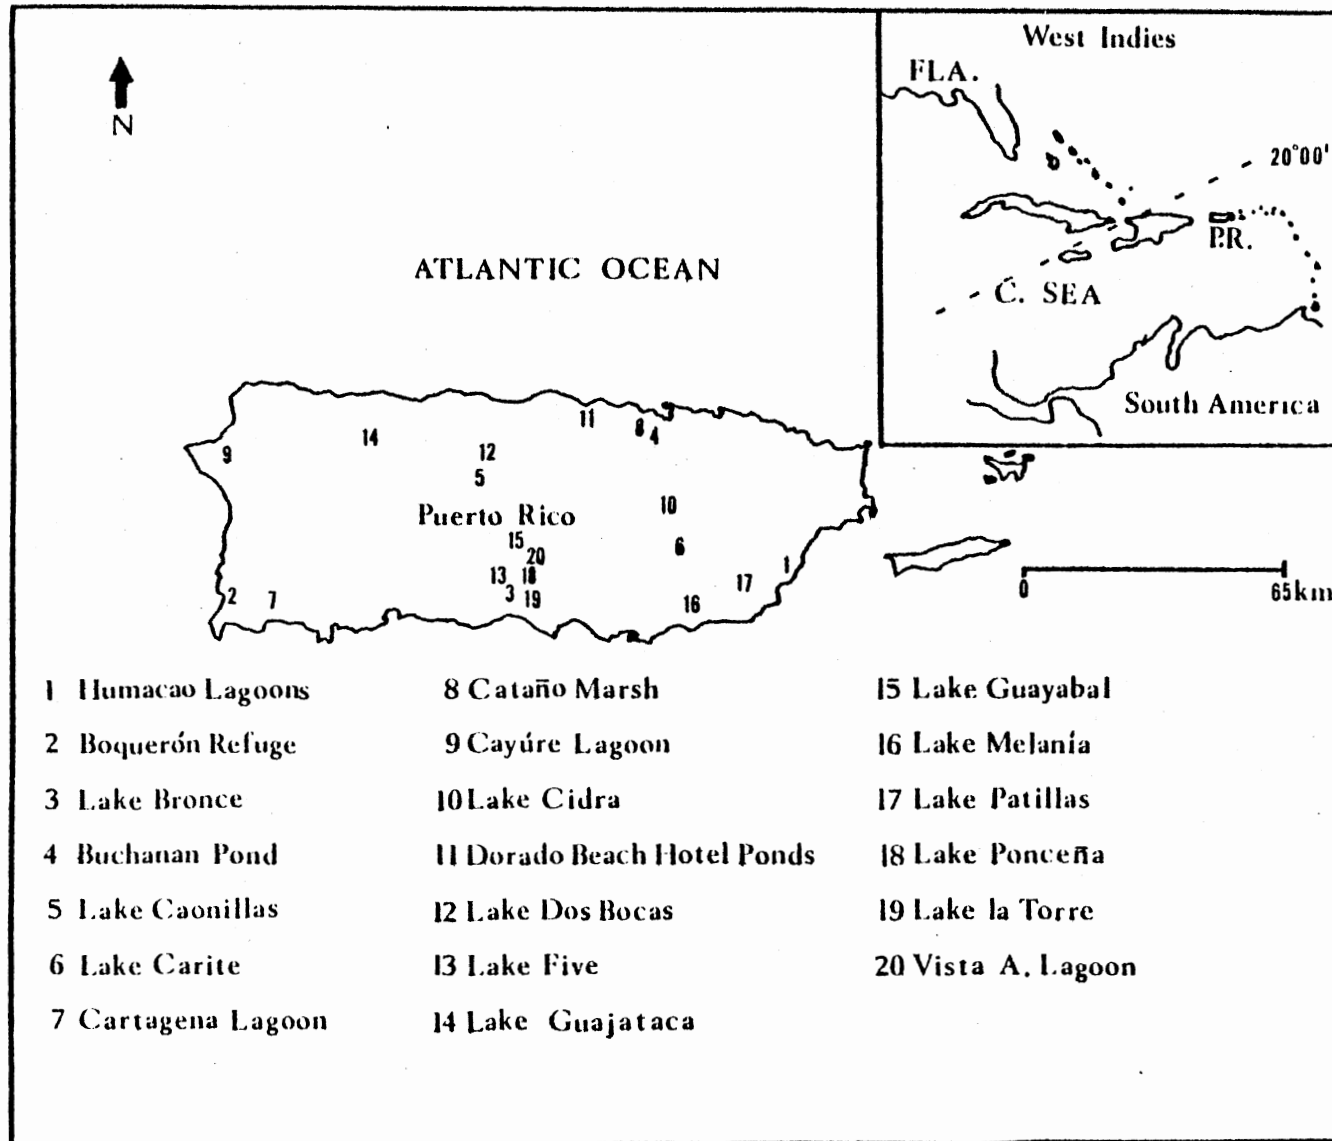 West Indies
FLA.
N
20°00'
P.R.
ATLANTIC OCEAN
C. SEA
South America
11
8
4
14
9
12
5
10
Puerto Rico
15
6
20
1
13
18
17
3
2
7
19
16
0
65km
1 Humacao Lagoons
2 Boquerón Refuge
3 Lake Bronce
4 Buchanan Pond
5 Lake Caonillas
6 Lake Carite
7 Cartagena Lagoon
8 Cataño Marsh
9 Cayúre Lagoon
10 Lake Cidra
11 Dorado Beach Hotel Ponds
12 Lake Dos Bocas
13 Lake Five
14 Lake Guajataca
15 Lake Guayabal
16 Lake Melanía
17 Lake Patillas
18 Lake Ponceña
19 Lake la Torre
20 Vista A. Lagoon